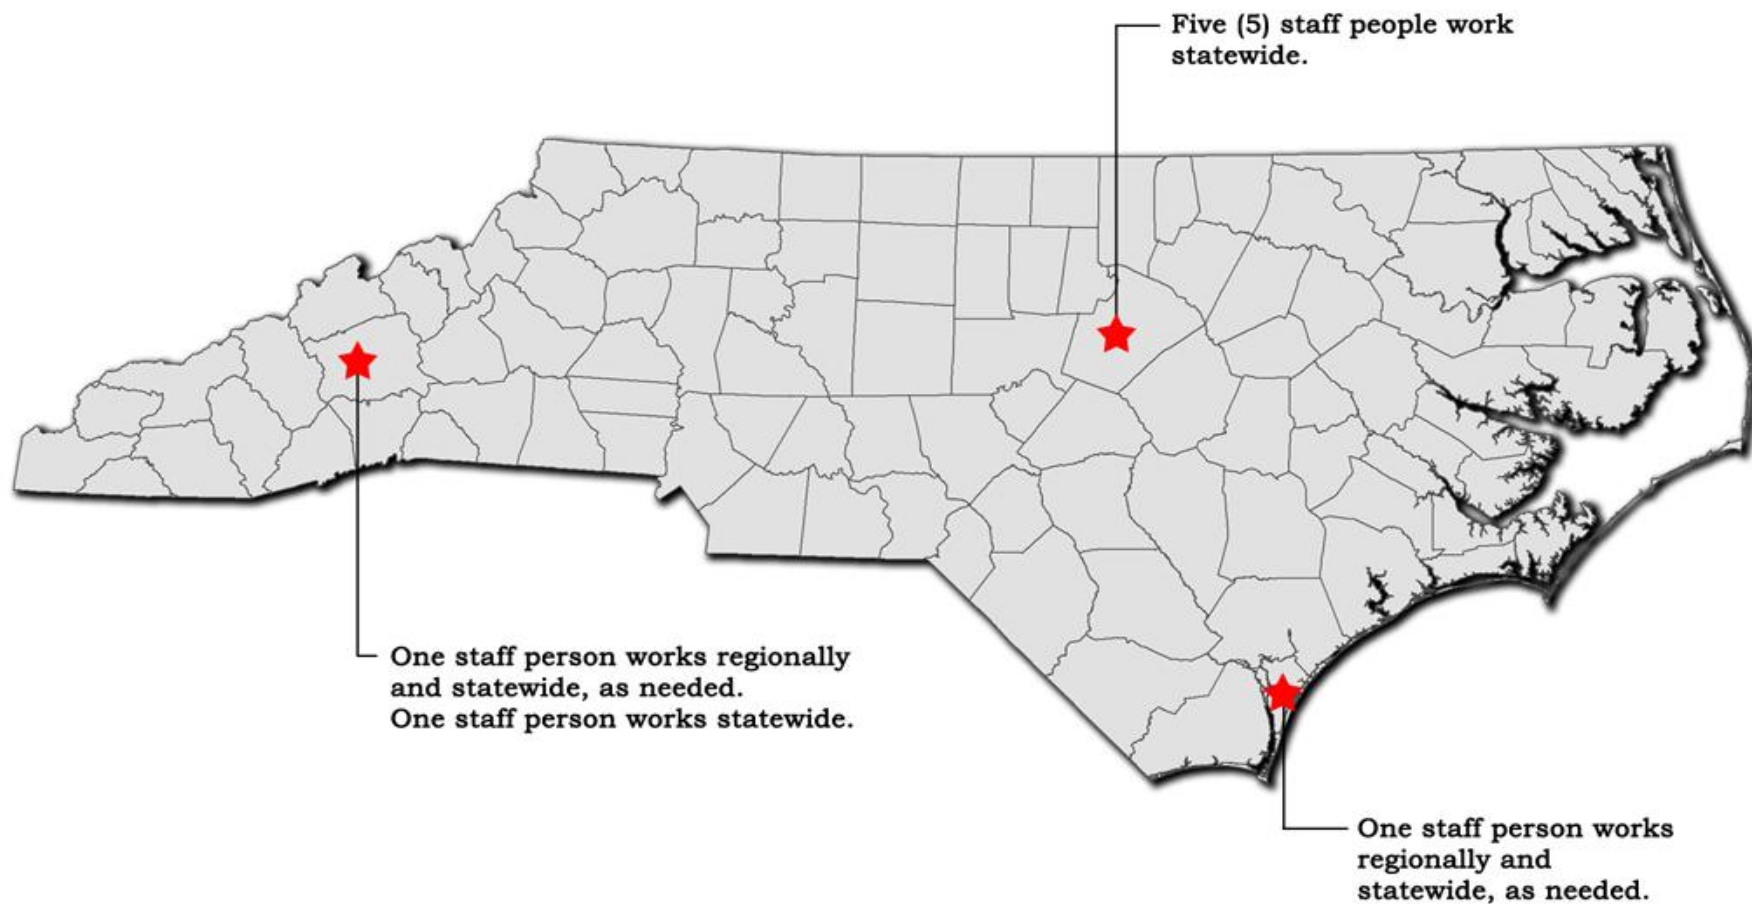 Five (5) staff people work
statewide.
One staff person works regionally
and statewide, as needed.
One staff person works statewide.
One staff person works
regionally and
statewide, as needed.